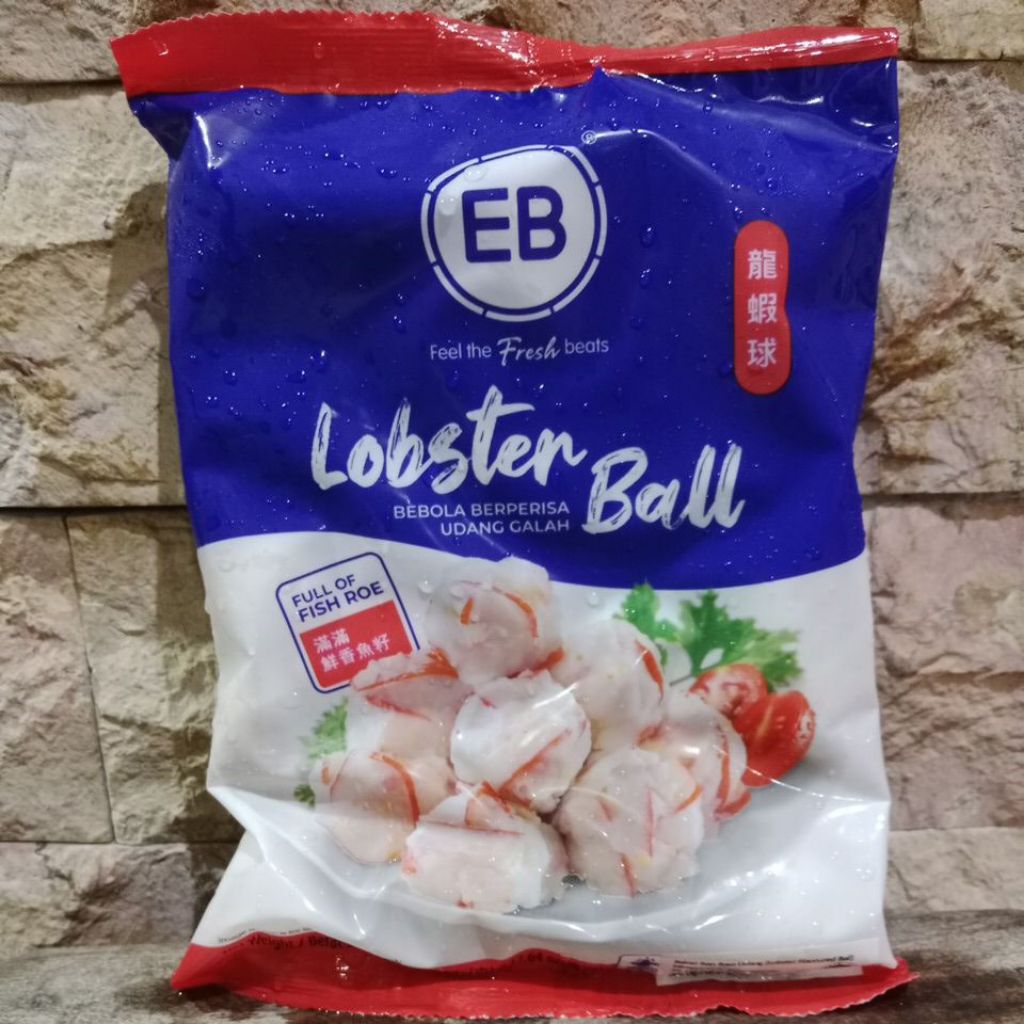 EB
®
Feel the Fresh beats
龍蝦球
Lobster Ball
BEBOLA BERPERISA
UDANG GALAH
FULL OF
FISH ROE
滿滿
鮮香魚籽